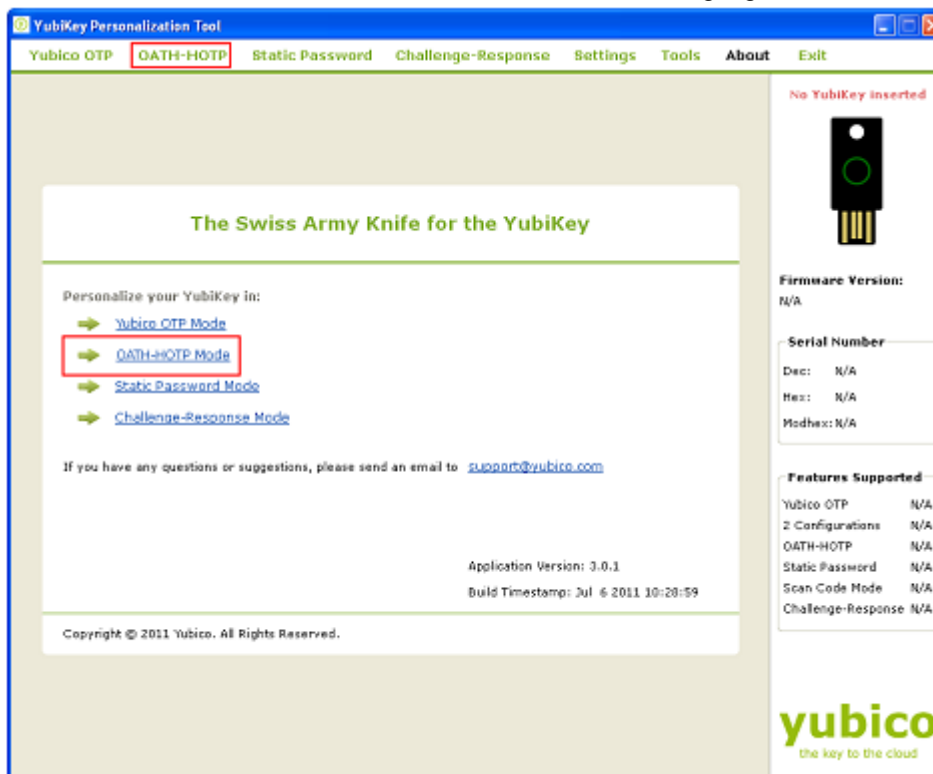 YubiKey Personalization Tool
Yubico OTP OATH-HOTP Static Password Challenge-Response Settings Tools About Exit
No YubiKey inserted
The Swiss Army Knife for the YubiKey
Personalize your YubiKey in:
Yubico OTP Mode
OATH-HOTP Mode
Static Password Mode
Challenge-Response Mode
If you have any questions or suggestions, please send an email to support@yubico.com
Application Version: 3.0.1
Build Timestamp: Jul 6 2011 10:28:59
Copyright © 2011 Yubico. All Rights Reserved.
Firmware Version:
N/A
Serial Number
Dec: N/A
Hex: N/A
Modhex: N/A
Features Supported
Yubico OTP N/A
2 Configurations N/A
OATH-HOTP N/A
Static Password N/A
Scan Code Mode N/A
Challenge-Response N/A
yubico
the key to the cloud